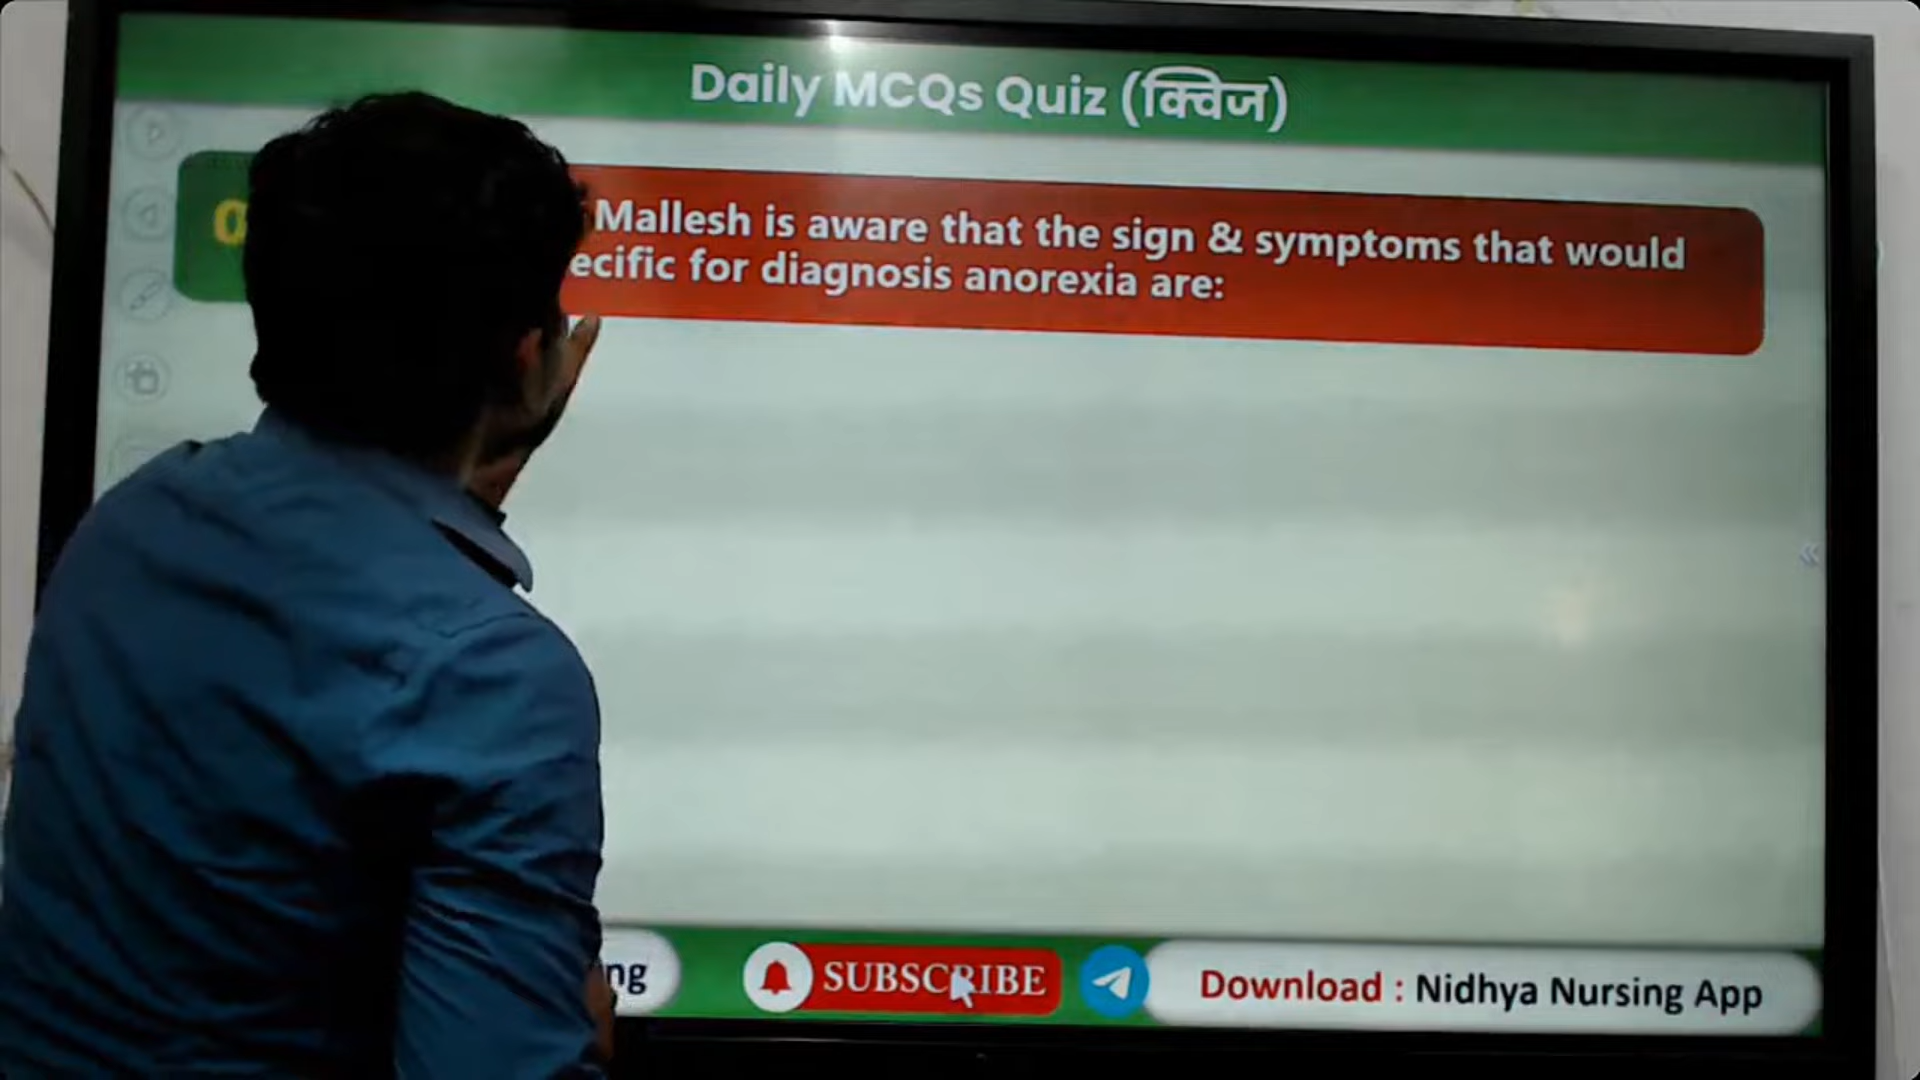 Daily MCQs Quiz (क्विज)
Mallesh is aware that the sign & symptoms that would
ecific for diagnosis anorexia are:
ng
SUBSCRIBE
Download : Nidhya Nursing App